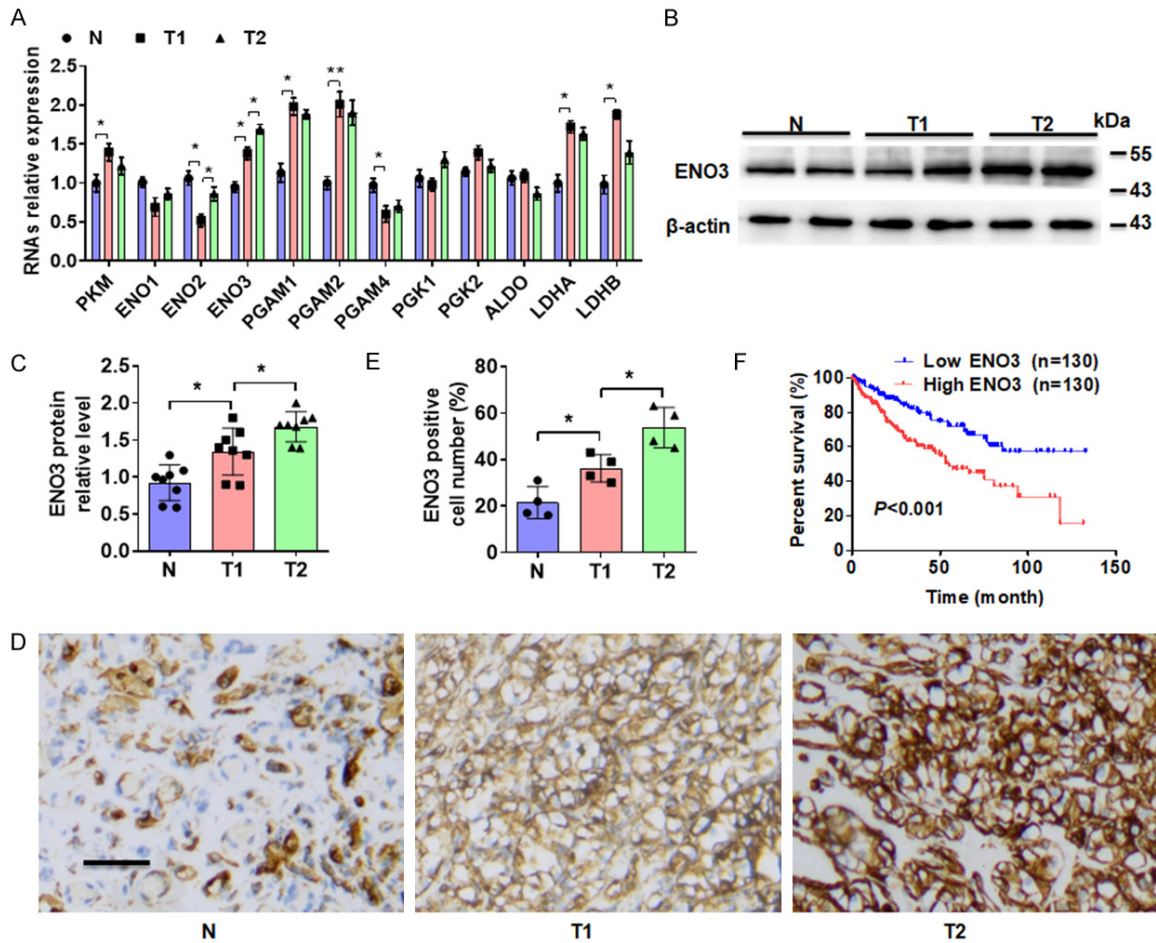 A
N T1 T2
RNAs relative expression
2.5
2.0
1.5
1.0
0.5
0.0
* * * * * * ** * * *
PKM ENO1 ENO2 ENO3 PGAM1 PGAM2 PGAM4 PGK1 PGK2 ALDO LDHA LDHB
B
N T1 T2 kDa
ENO3
55
43
β-actin
43
C
ENO3 protein
relative level
2.5
2.0
1.5
1.0
0.5
0.0
* *
N T1 T2
E
ENO3 positive
cell number (%)
80
60
40
20
0
* *
N T1 T2
F
Low ENO3 (n=130)
High ENO3 (n=130)
Percent survival (%)
100
80
60
40
20
0
P<0.001
0 50 100 150
Time (month)
D
N T1 T2